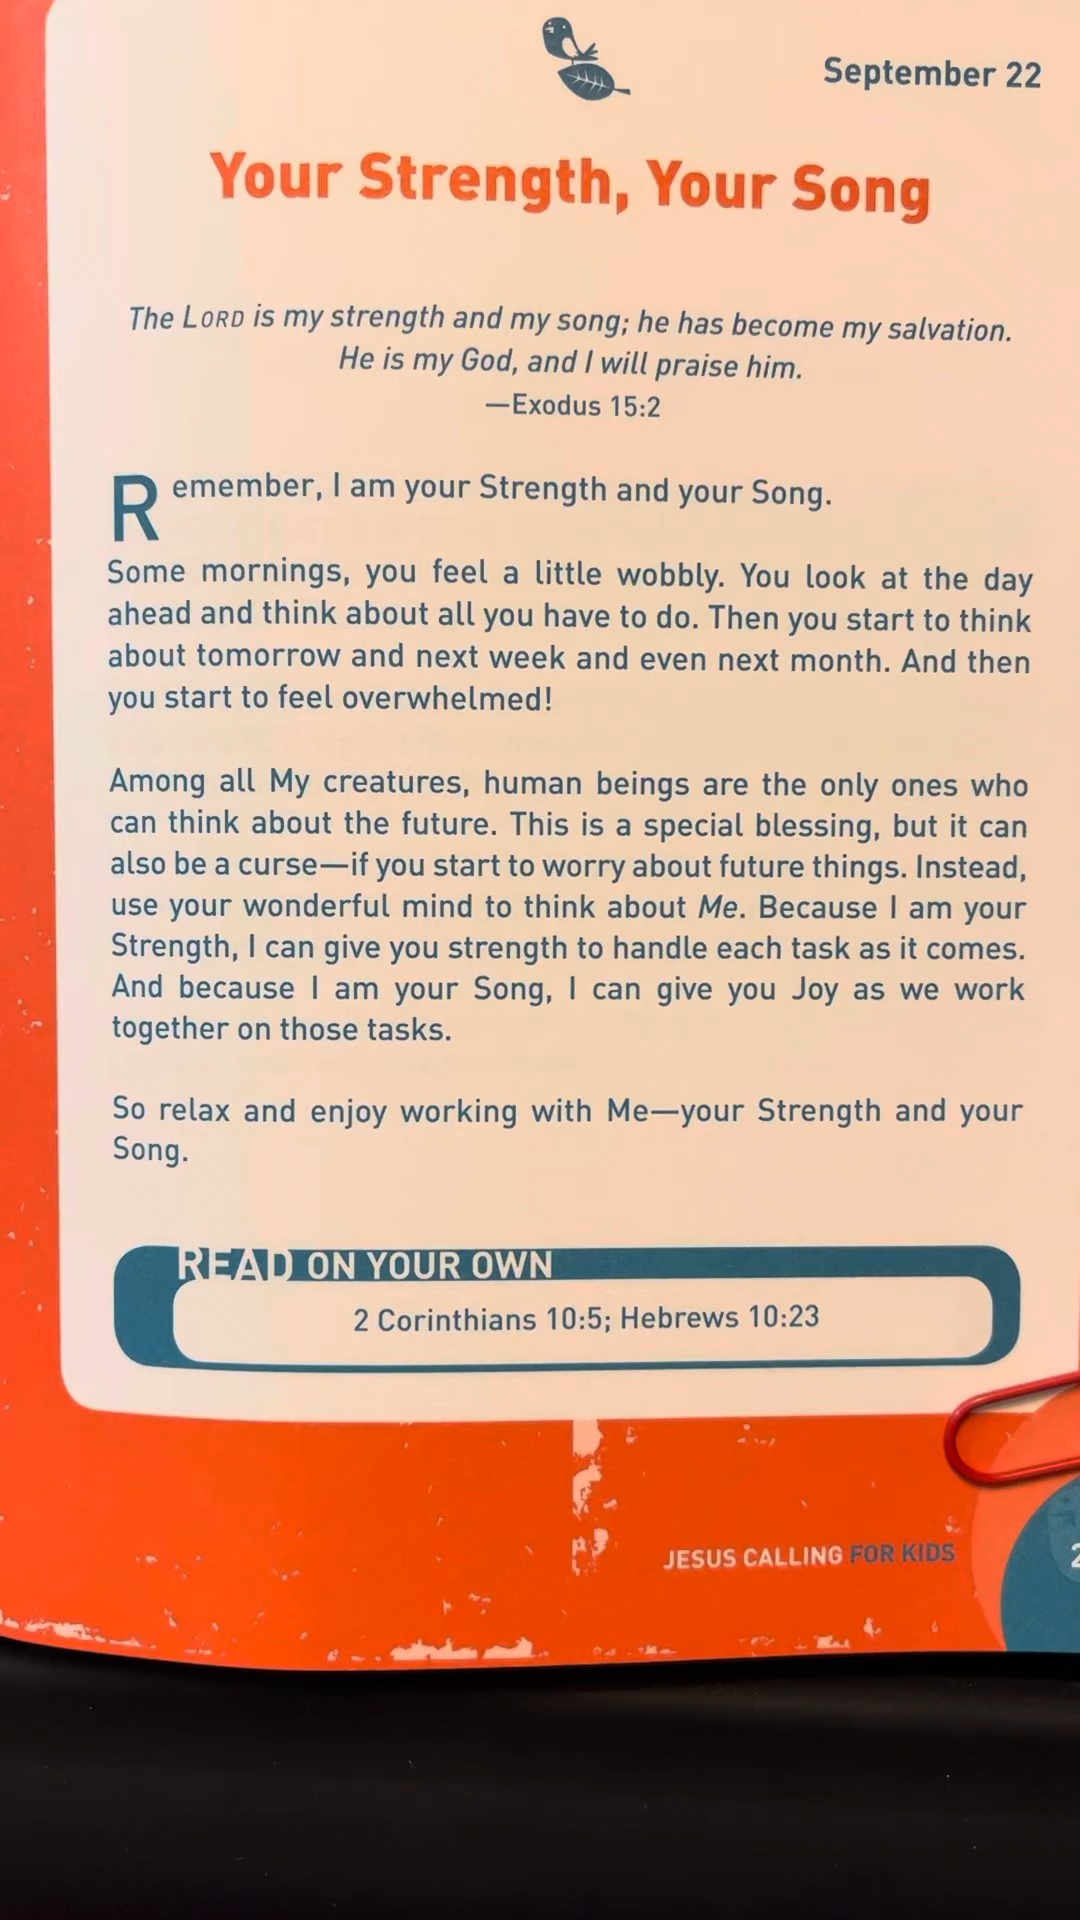 September 22
Your Strength, Your Song
The LORD is my strength and my song; he has become my salvation.
He is my God, and I will praise him.
—Exodus 15:2
Remember, I am your Strength and your Song.
Some mornings, you feel a little wobbly. You look at the day
ahead and think about all you have to do. Then you start to think
about tomorrow and next week and even next month. And then
you start to feel overwhelmed!
Among all My creatures, human beings are the only ones who
can think about the future. This is a special blessing, but it can
also be a curse—if you start to worry about future things. Instead,
use your wonderful mind to think about Me. Because I am your
Strength, I can give you strength to handle each task as it comes.
And because I am your Song, I can give you Joy as we work
together on those tasks.
So relax and enjoy working with Me—your Strength and your
Song.
READ ON YOUR OWN
2 Corinthians 10:5; Hebrews 10:23
JESUS CALLING FOR KIDS